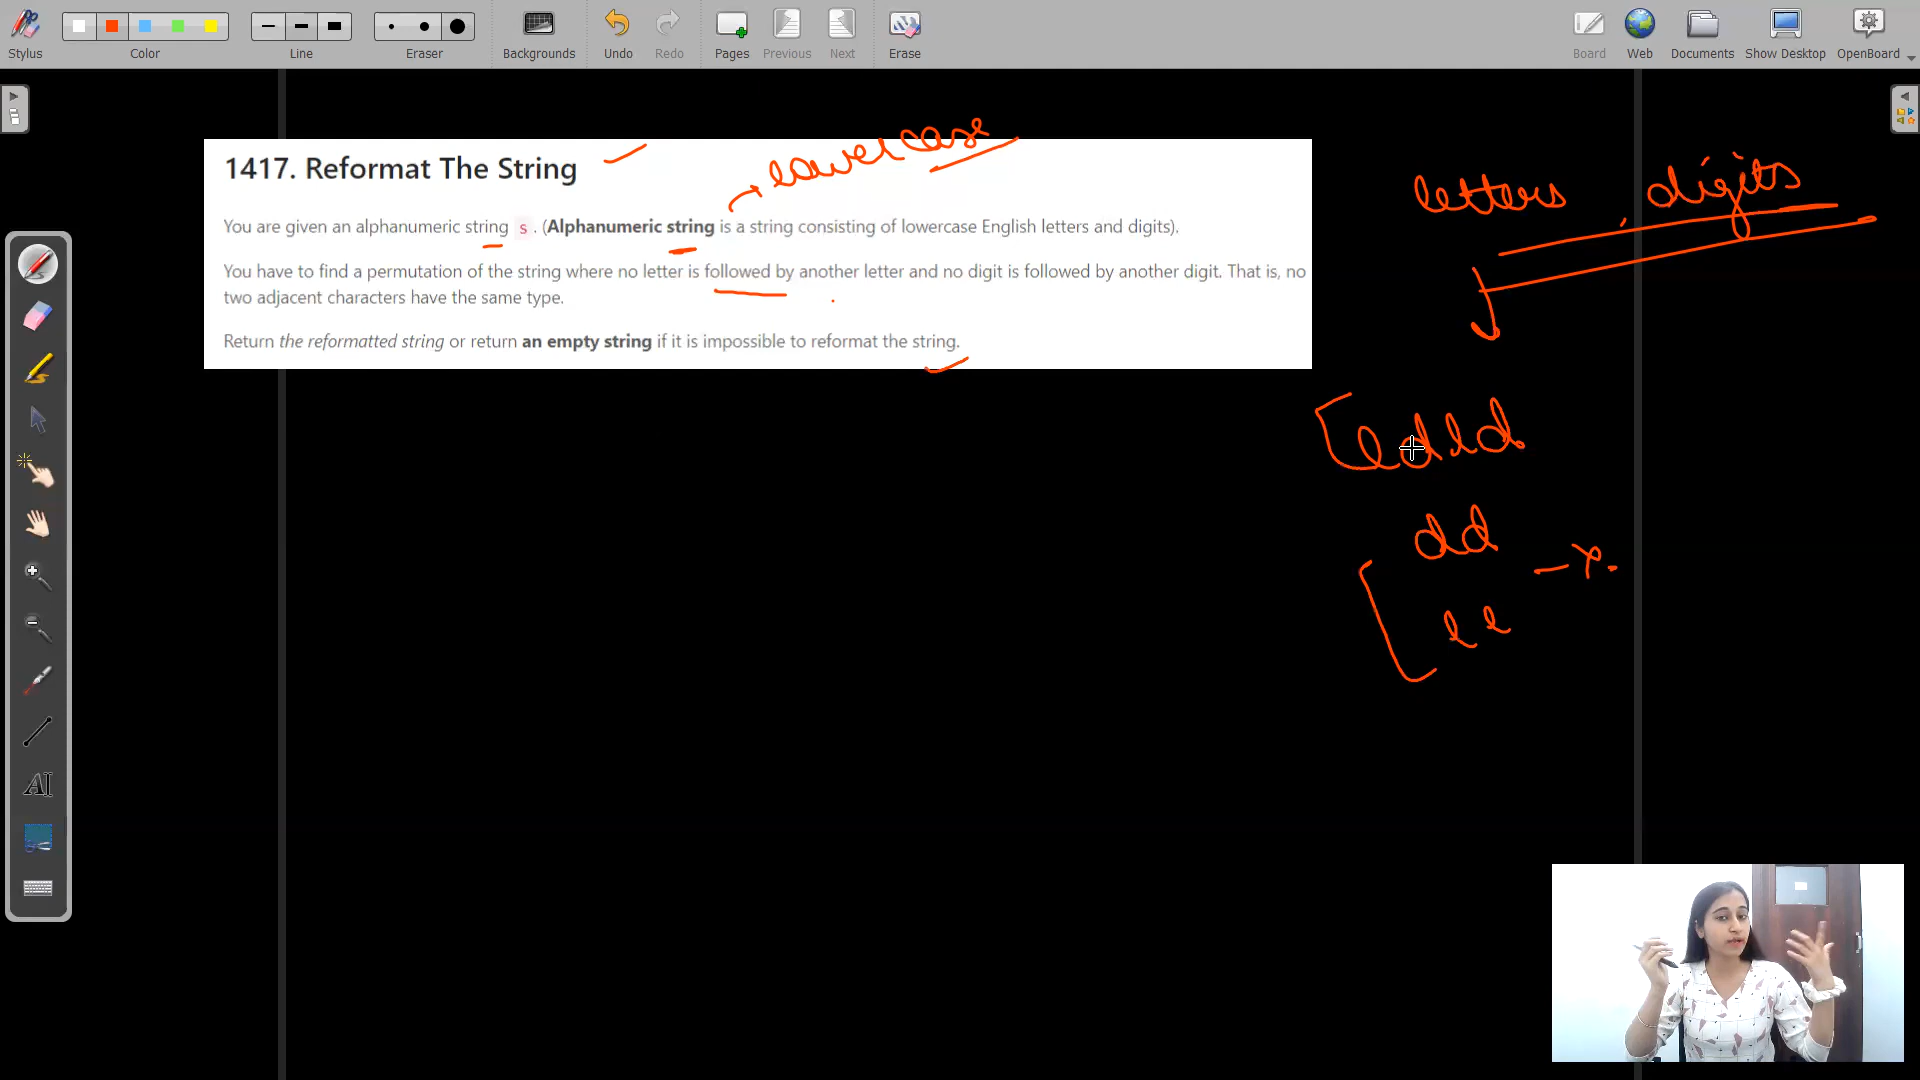 Stylus Color Line Eraser Backgrounds Undo Redo Pages Previous Next Erase Board Web Documents Show Desktop OpenBoard
lowercase
letters , digits
1417. Reformat The String
You are given an alphanumeric string s . (Alphanumeric string is a string consisting of lowercase English letters and digits).
You have to find a permutation of the string where no letter is followed by another letter and no digit is followed by another digit. That is, no
two adjacent characters have the same type.
Return the reformatted string or return an empty string if it is impossible to reformat the string.
ldld
dd
ll
AI